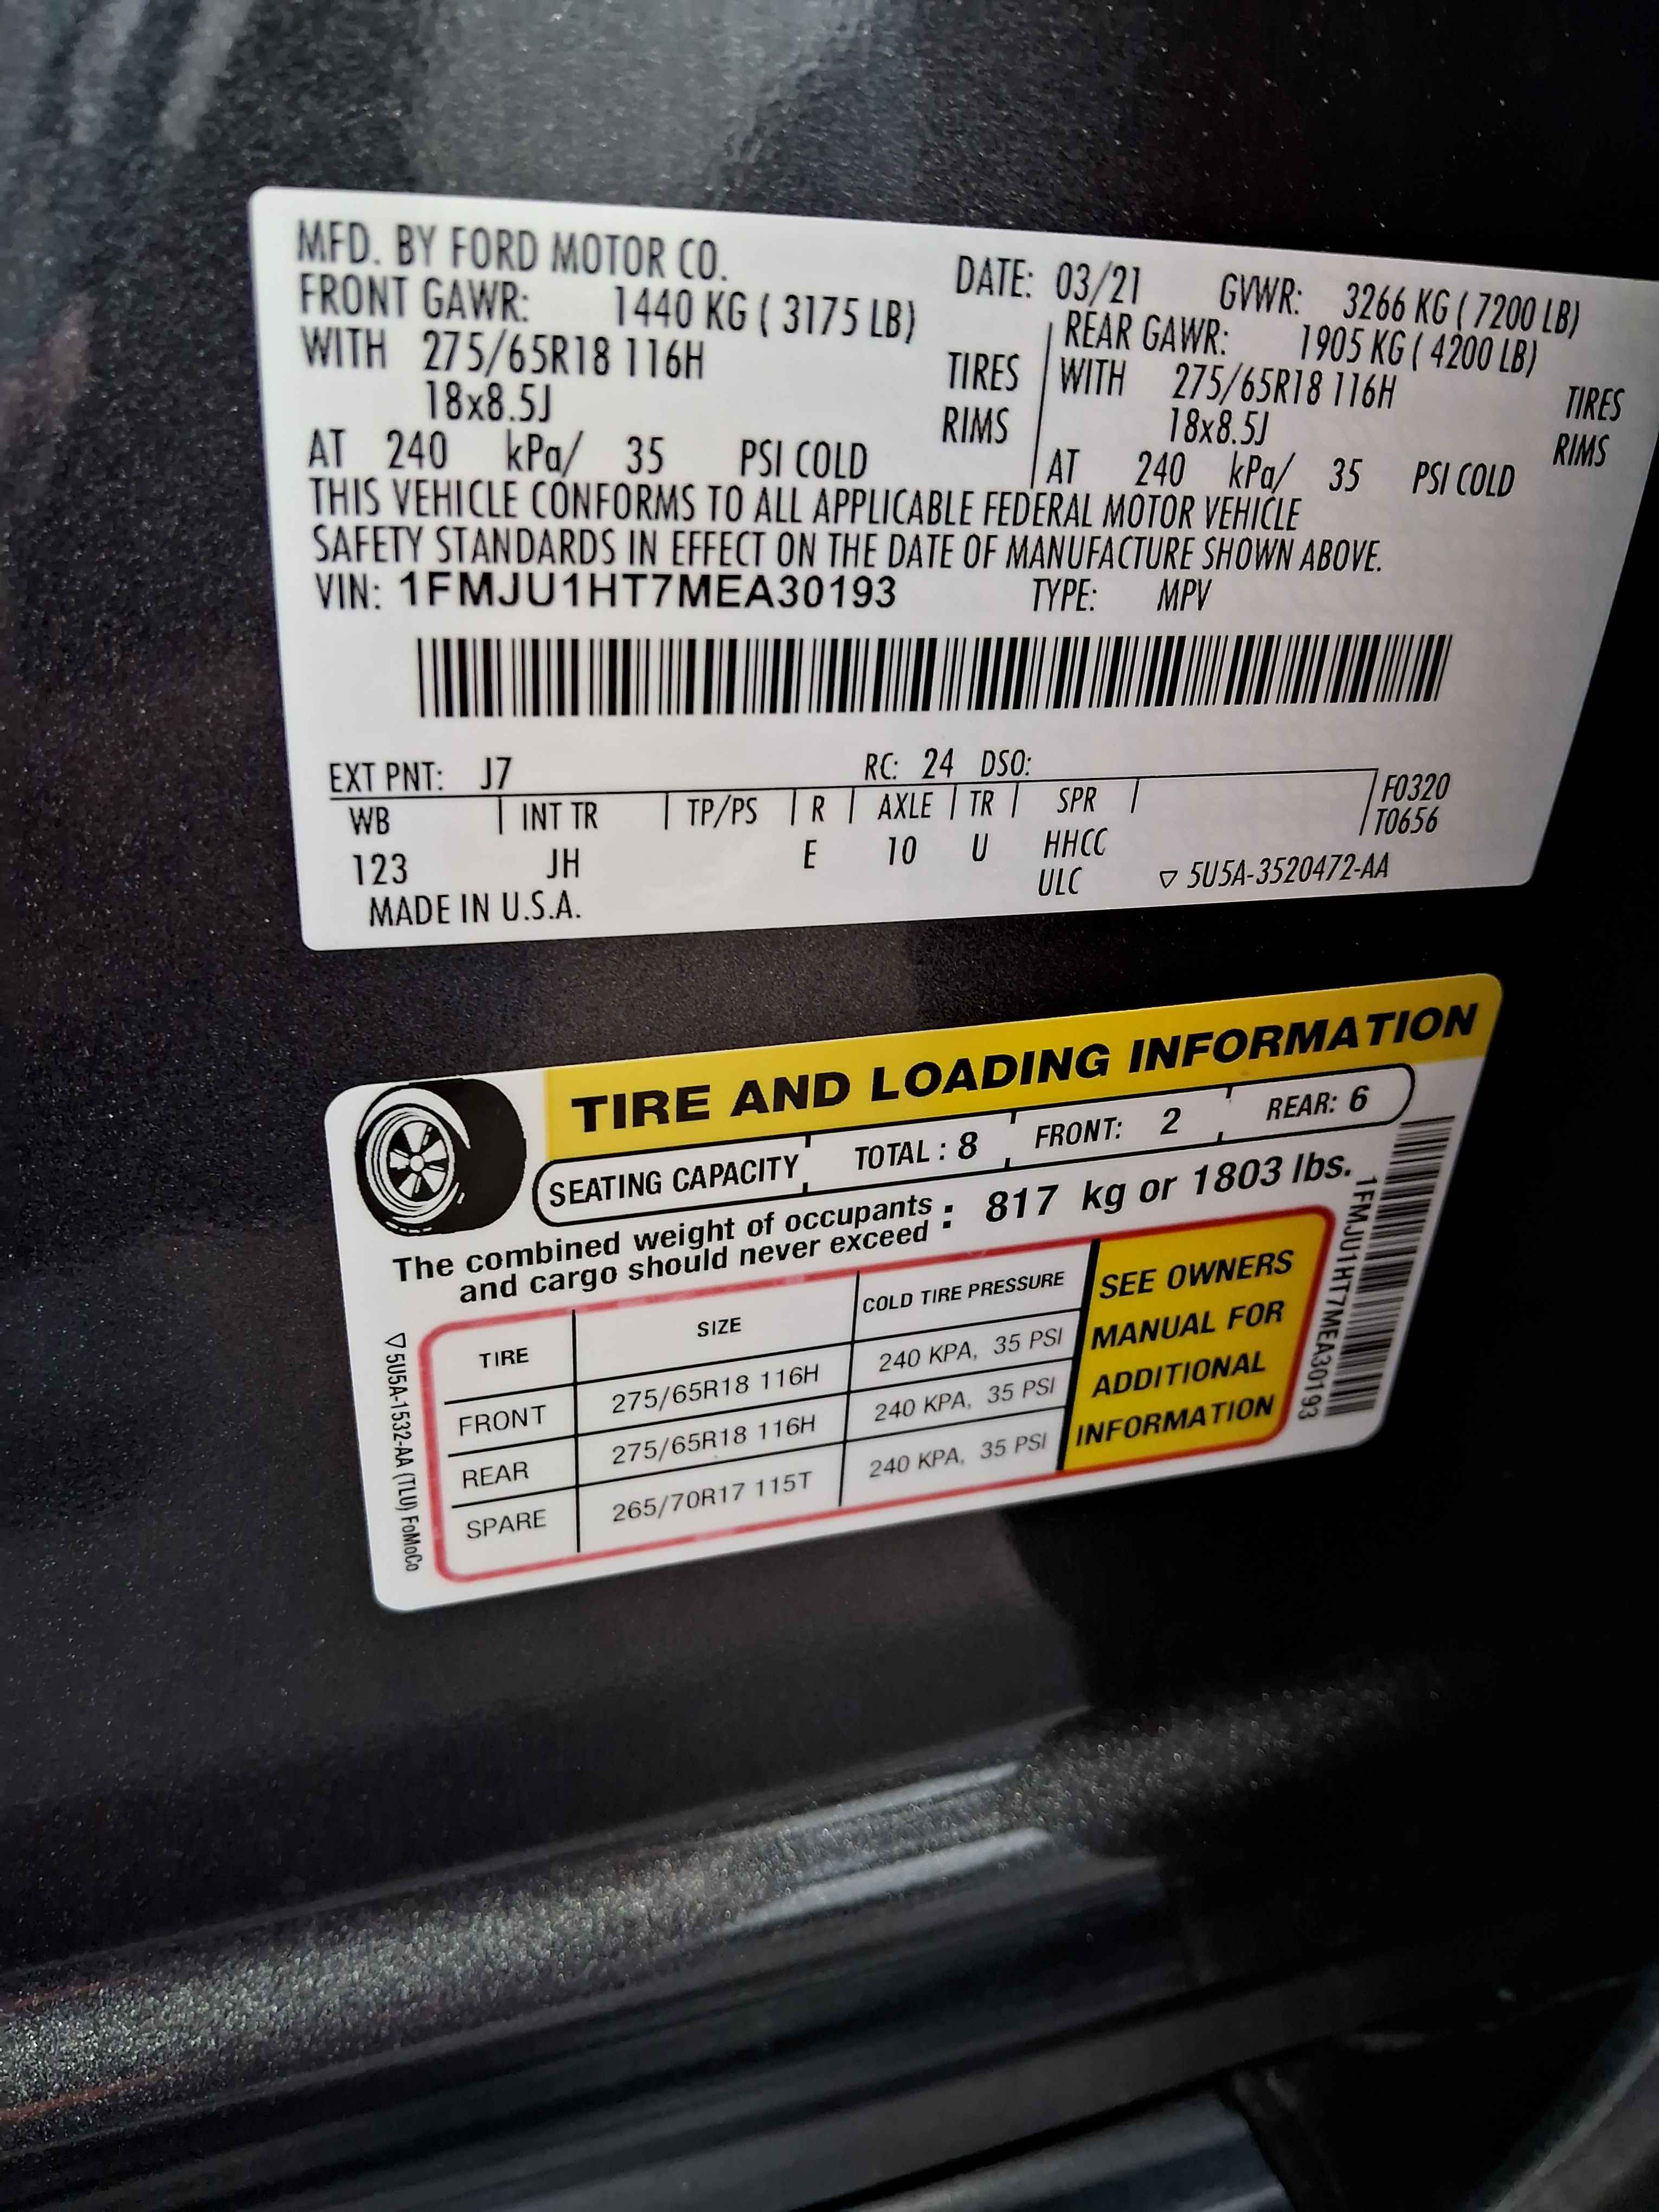 MFD. BY FORD MOTOR CO. DATE: 03/21 GVWR: 3266 KG ( 7200 LB)
FRONT GAWR: 1440 KG ( 3175 LB) REAR GAWR: 1905 KG ( 4200 LB)
WITH 275/65R18 116H TIRES WITH 275/65R18 116H TIRES
18x8.5J RIMS 18x8.5J RIMS
AT 240 kPa/ 35 PSI COLD AT 240 kPa/ 35 PSI COLD
THIS VEHICLE CONFORMS TO ALL APPLICABLE FEDERAL MOTOR VEHICLE
SAFETY STANDARDS IN EFFECT ON THE DATE OF MANUFACTURE SHOWN ABOVE.
VIN: 1FMJU1HT7MEA30193 TYPE: MPV
EXT PNT: J7 RC: 24 DSO:
WB INT TR TP/PS R AXLE TR SPR F0320
T0656
123 JH E 10 U HHCC
ULC ▽ 5U5A-3520472-AA
MADE IN U.S.A.
TIRE AND LOADING INFORMATION
SEATING CAPACITY TOTAL : 8 FRONT: 2 REAR: 6
The combined weight of occupants
and cargo should never exceed : 817 kg or 1803 lbs.
TIRE SIZE COLD TIRE PRESSURE
FRONT 275/65R18 116H 240 KPA, 35 PSI
REAR 275/65R18 116H 240 KPA, 35 PSI
SPARE 265/70R17 115T 240 KPA, 35 PSI
SEE OWNERS
MANUAL FOR
ADDITIONAL
INFORMATION
1FMJU1HT7MEA30193
▽ 5U5A-1532-AA (TLU) FoMoCo